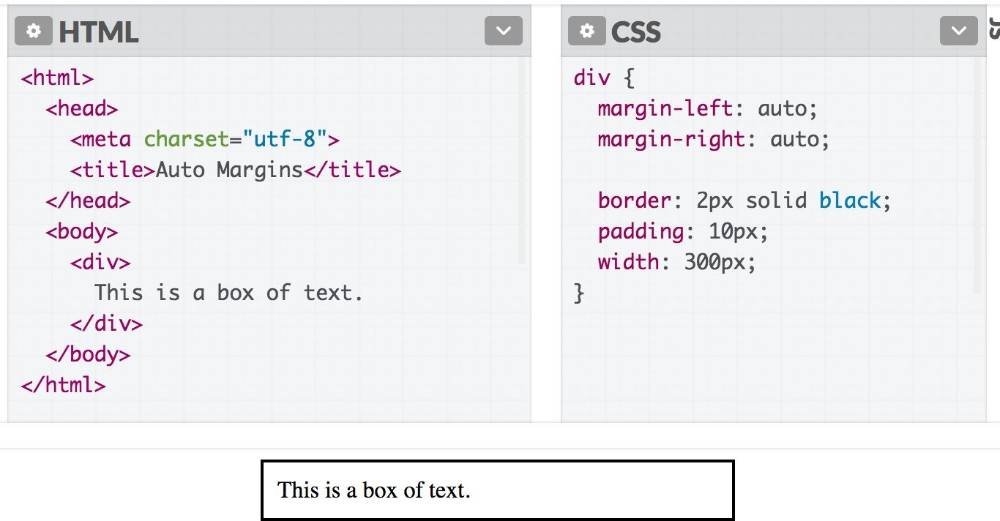 HTML
<html>
<head>
<meta charset="utf-8">
<title>Auto Margins</title>
</head>
<body>
<div>
This is a box of text.
</div>
</body>
</html>
CSS
div {
margin-left: auto;
margin-right: auto;
border: 2px solid black;
padding: 10px;
width: 300px;
}
JS
This is a box of text.